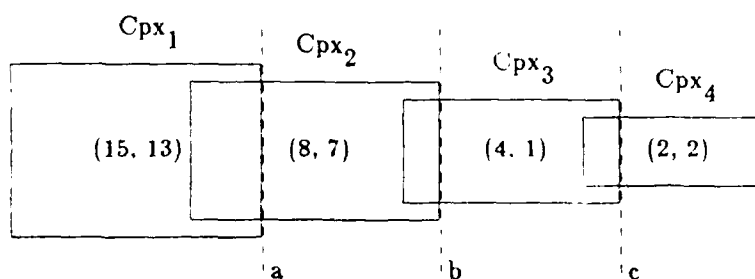 Cpx1
Cpx2
Cpx3
Cpx4
(15, 13)
(8, 7)
(4. 1)
(2, 2)
a
b
c